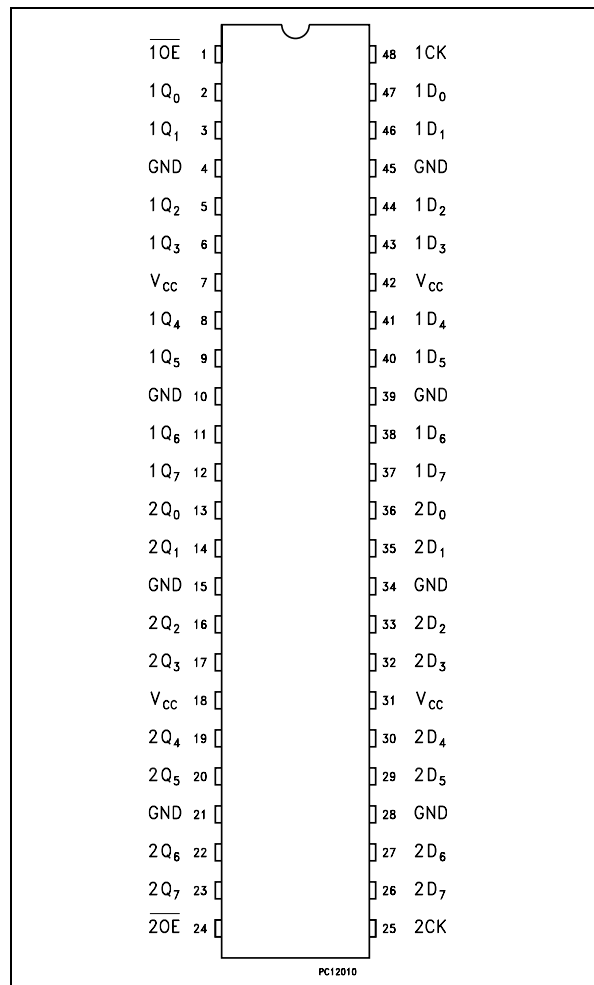 1OE 1 48 1CK
1Q0 2 47 1D0
1Q1 3 46 1D1
GND 4 45 GND
1Q2 5 44 1D2
1Q3 6 43 1D3
VCC 7 42 VCC
1Q4 8 41 1D4
1Q5 9 40 1D5
GND 10 39 GND
1Q6 11 38 1D6
1Q7 12 37 1D7
2Q0 13 36 2D0
2Q1 14 35 2D1
GND 15 34 GND
2Q2 16 33 2D2
2Q3 17 32 2D3
VCC 18 31 VCC
2Q4 19 30 2D4
2Q5 20 29 2D5
GND 21 28 GND
2Q6 22 27 2D6
2Q7 23 26 2D7
2OE 24 25 2CK
PC12010